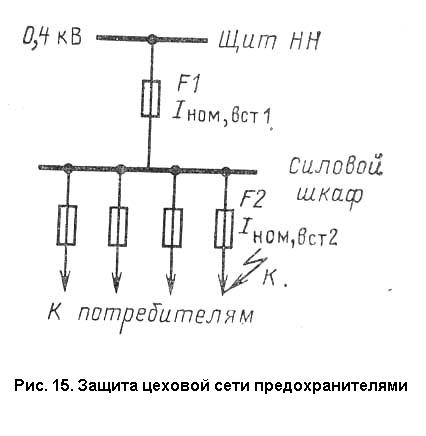 0,4 кВ Щит НН
F1
Iном,вст1
Силовой
шкаф
F2
Iном,вст2
К.
К потребителям
Рис. 15. Защита цеховой сети предохранителями